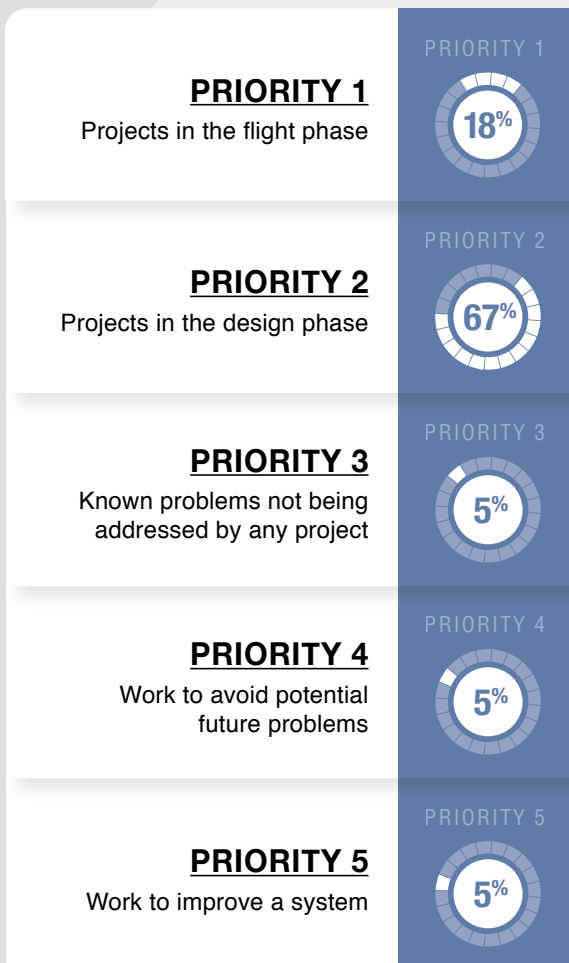 PRIORITY 1
PRIORITY 1
Projects in the flight phase
18%
PRIORITY 2
PRIORITY 2
Projects in the design phase
67%
PRIORITY 3
PRIORITY 3
Known problems not being
addressed by any project
5%
PRIORITY 4
PRIORITY 4
Work to avoid potential
future problems
5%
PRIORITY 5
PRIORITY 5
Work to improve a system
5%